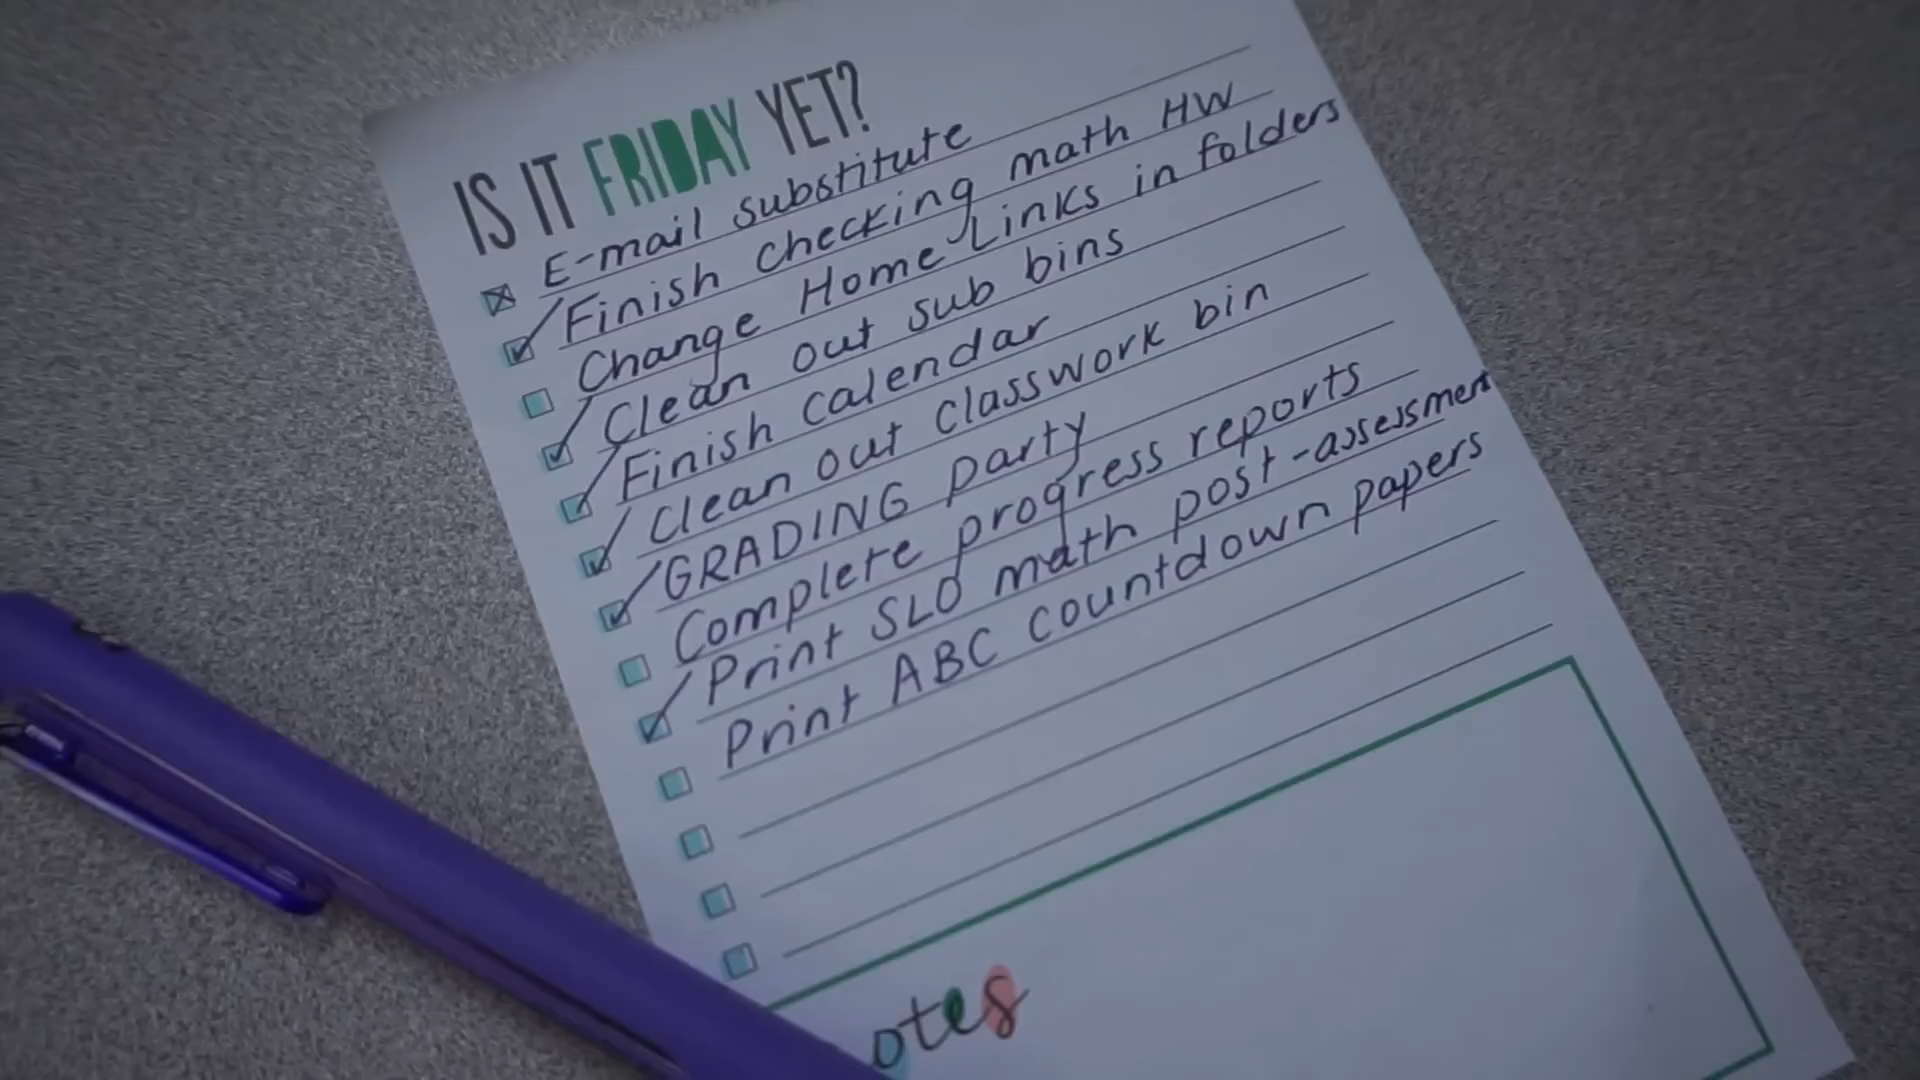 IS IT FRIDAY YET?
E-mail substitute
Finish checking math HW
Change Home Links in folders
Clean out sub bins
Finish calendar
Clean out classwork bin
GRADING party
Complete progress reports
Print SLO math post-assessment
Print ABC countdown papers
otes